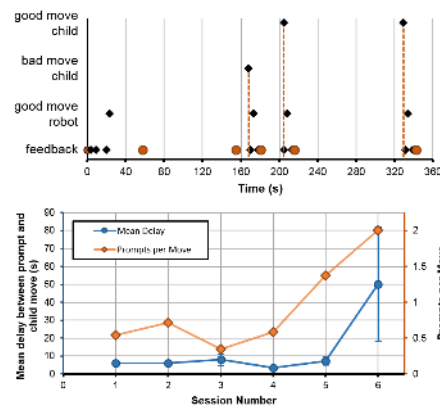 good move
child
bad move
child
good move
robot
feedback
0 40 80 120 160 200 240 280 320 360
Time (s)
Mean delay between prompt and
child move (s)
90
80
70
60
50
40
30
20
10
0
Mean Delay
Prompts per Move
2
1.5
1
0.5
0
0 1 2 3 4 5 6
Session Number